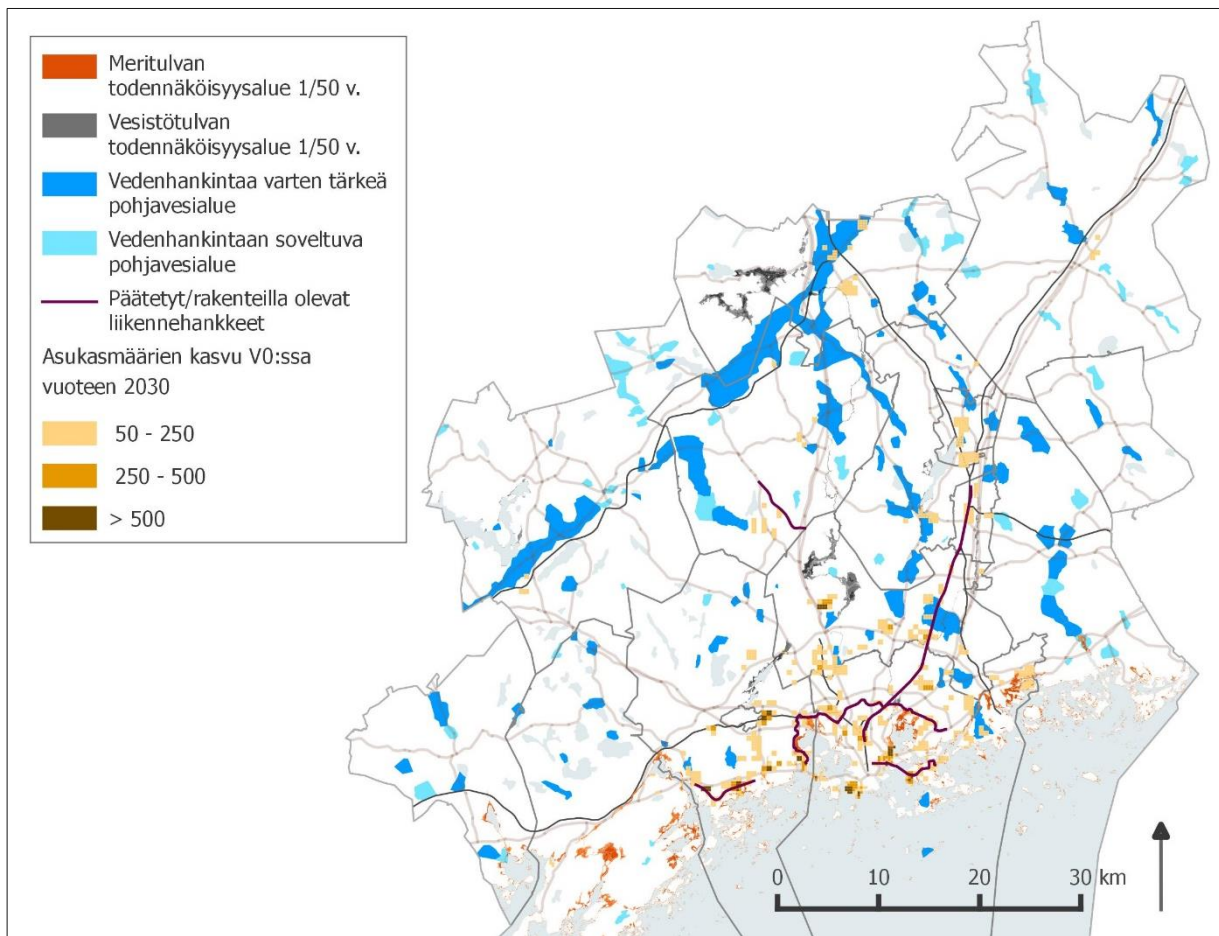 Meritulvan
todennäköisyysalue 1/50 v.
Vesistötulvan
todennäköisyysalue 1/50 v.
Vedenhankintaa varten tärkeä
pohjavesialue
Vedenhankintaan soveltuva
pohjavesialue
Päätetyt/rakenteilla olevat
liikennehankkeet
Asukasmäärien kasvu V0:ssa
vuoteen 2030
50 - 250
250 - 500
> 500
0 10 20 30 km